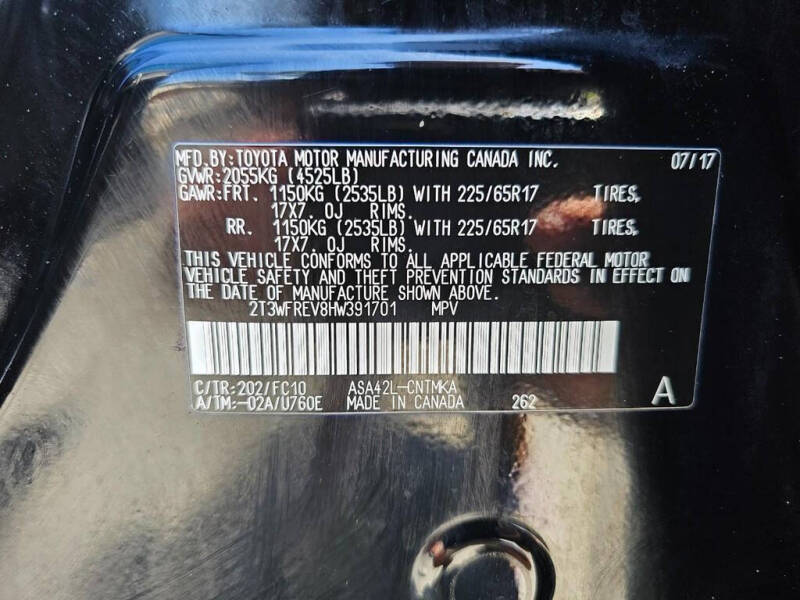 MFD.BY:TOYOTA MOTOR MANUFACTURING CANADA INC. 07/17
GVWR:2055KG (4525LB)
GAWR:FRT. 1150KG (2535LB) WITH 225/65R17 TIRES,
17X7. 0J RIMS.
RR. 1150KG (2535LB) WITH 225/65R17 TIRES,
17X7. 0J RIMS.
THIS VEHICLE CONFORMS TO ALL APPLICABLE FEDERAL MOTOR
VEHICLE SAFETY AND THEFT PREVENTION STANDARDS IN EFFECT ON
THE DATE OF MANUFACTURE SHOWN ABOVE.
2T3WFREV8HW391701 MPV
C/TR:202/FC10 ASA42L-CNTMKA A
A/TM:-02A/U760E MADE IN CANADA 262